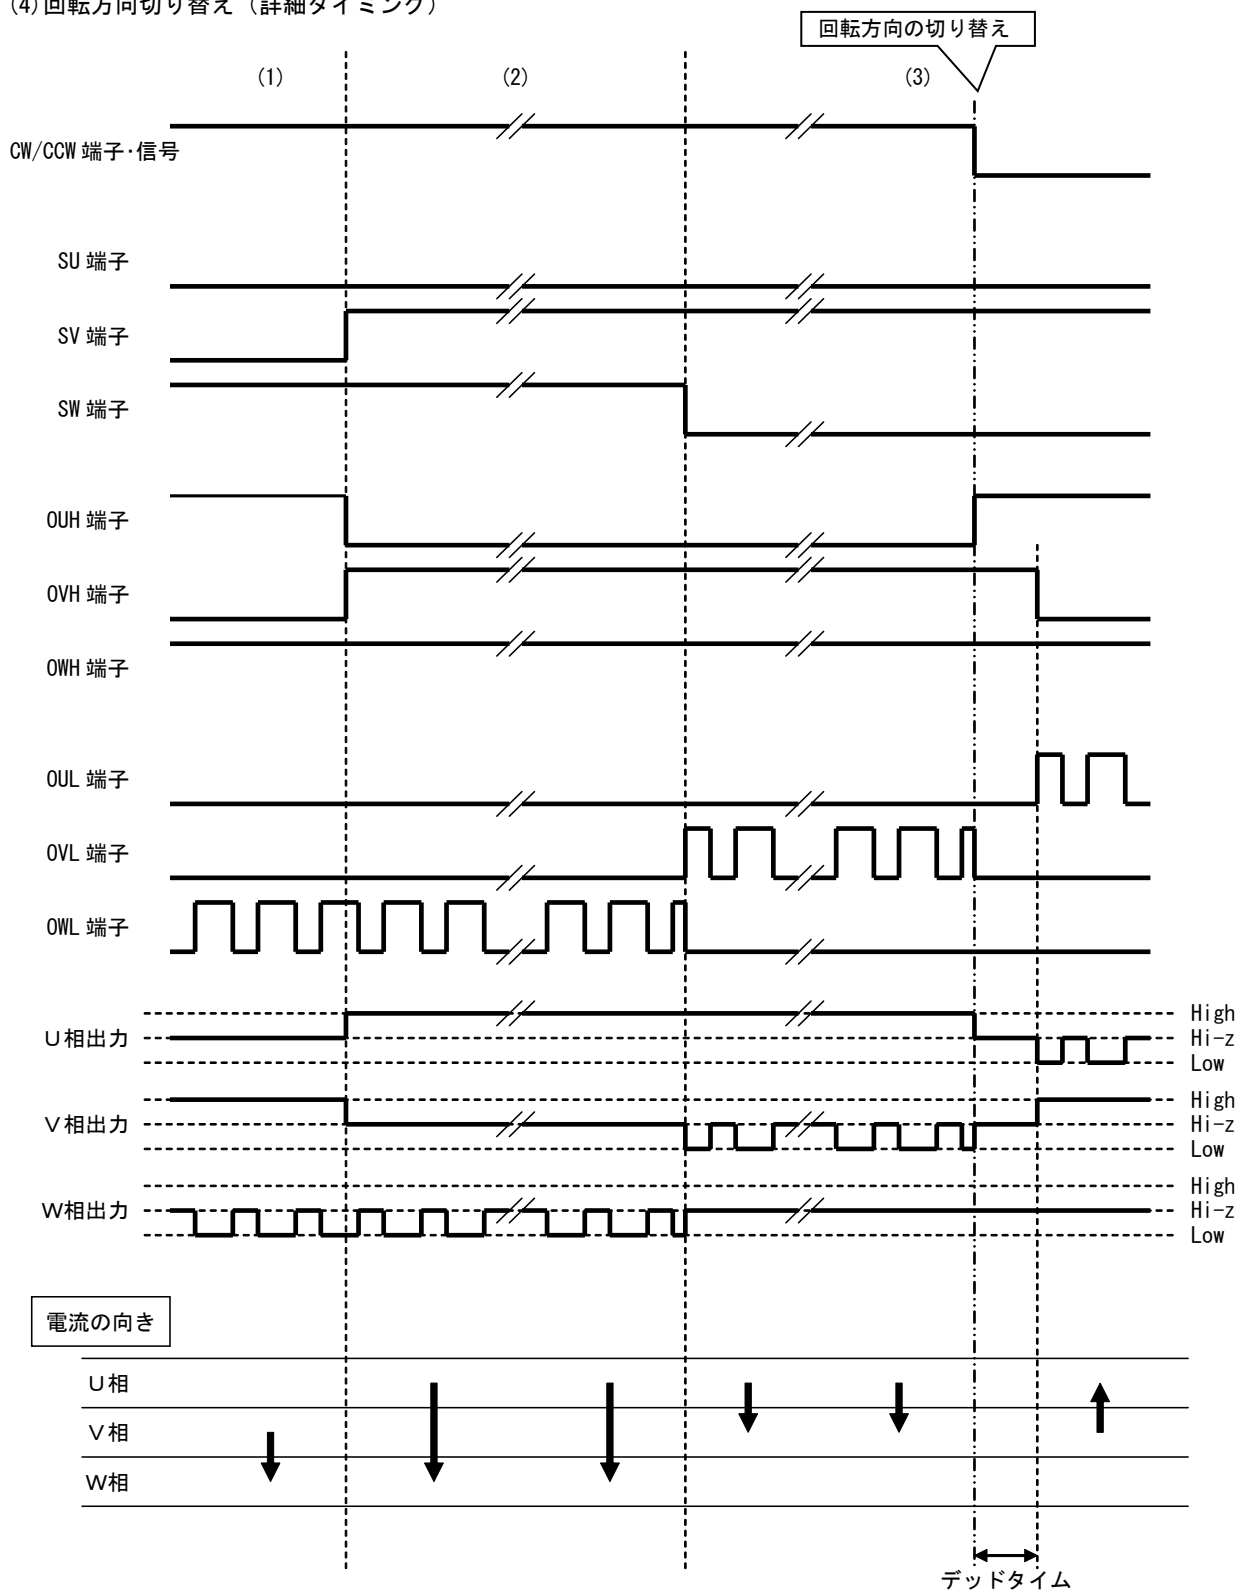 (4)回転方向切り替え（詳細タイミング）
回転方向の切り替え
(1)
(2)
(3)
CW/CCW 端子・信号
SU 端子
SV 端子
SW 端子
OUH 端子
OVH 端子
OWH 端子
OUL 端子
OVL 端子
OWL 端子
U相出力
High
Hi-z
Low
V相出力
High
Hi-z
Low
W相出力
High
Hi-z
Low
電流の向き
U相
V相
W相
デッドタイム